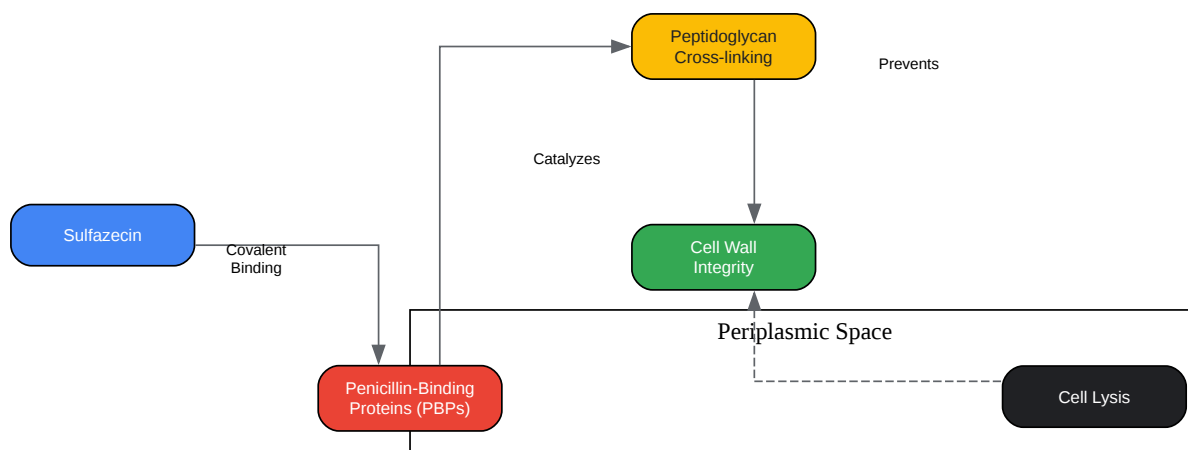 Peptidoglycan
Cross-linking
Prevents
Catalyzes
Sulfazecin
Covalent
Binding
Cell Wall
Integrity
Periplasmic Space
Penicillin-Binding
Proteins (PBPs)
Cell Lysis